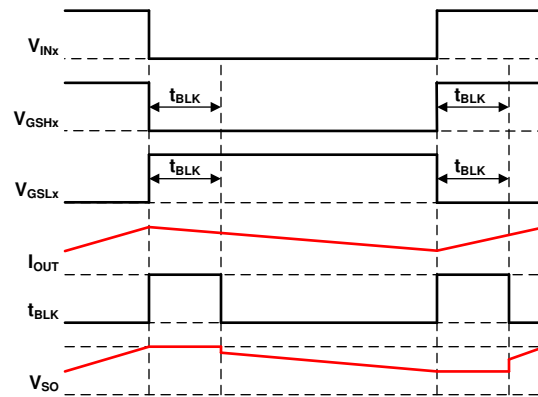 V_INx
t_BLK t_BLK
V_GSHx
t_BLK t_BLK
V_GSLx
I_OUT
t_BLK
V_SO